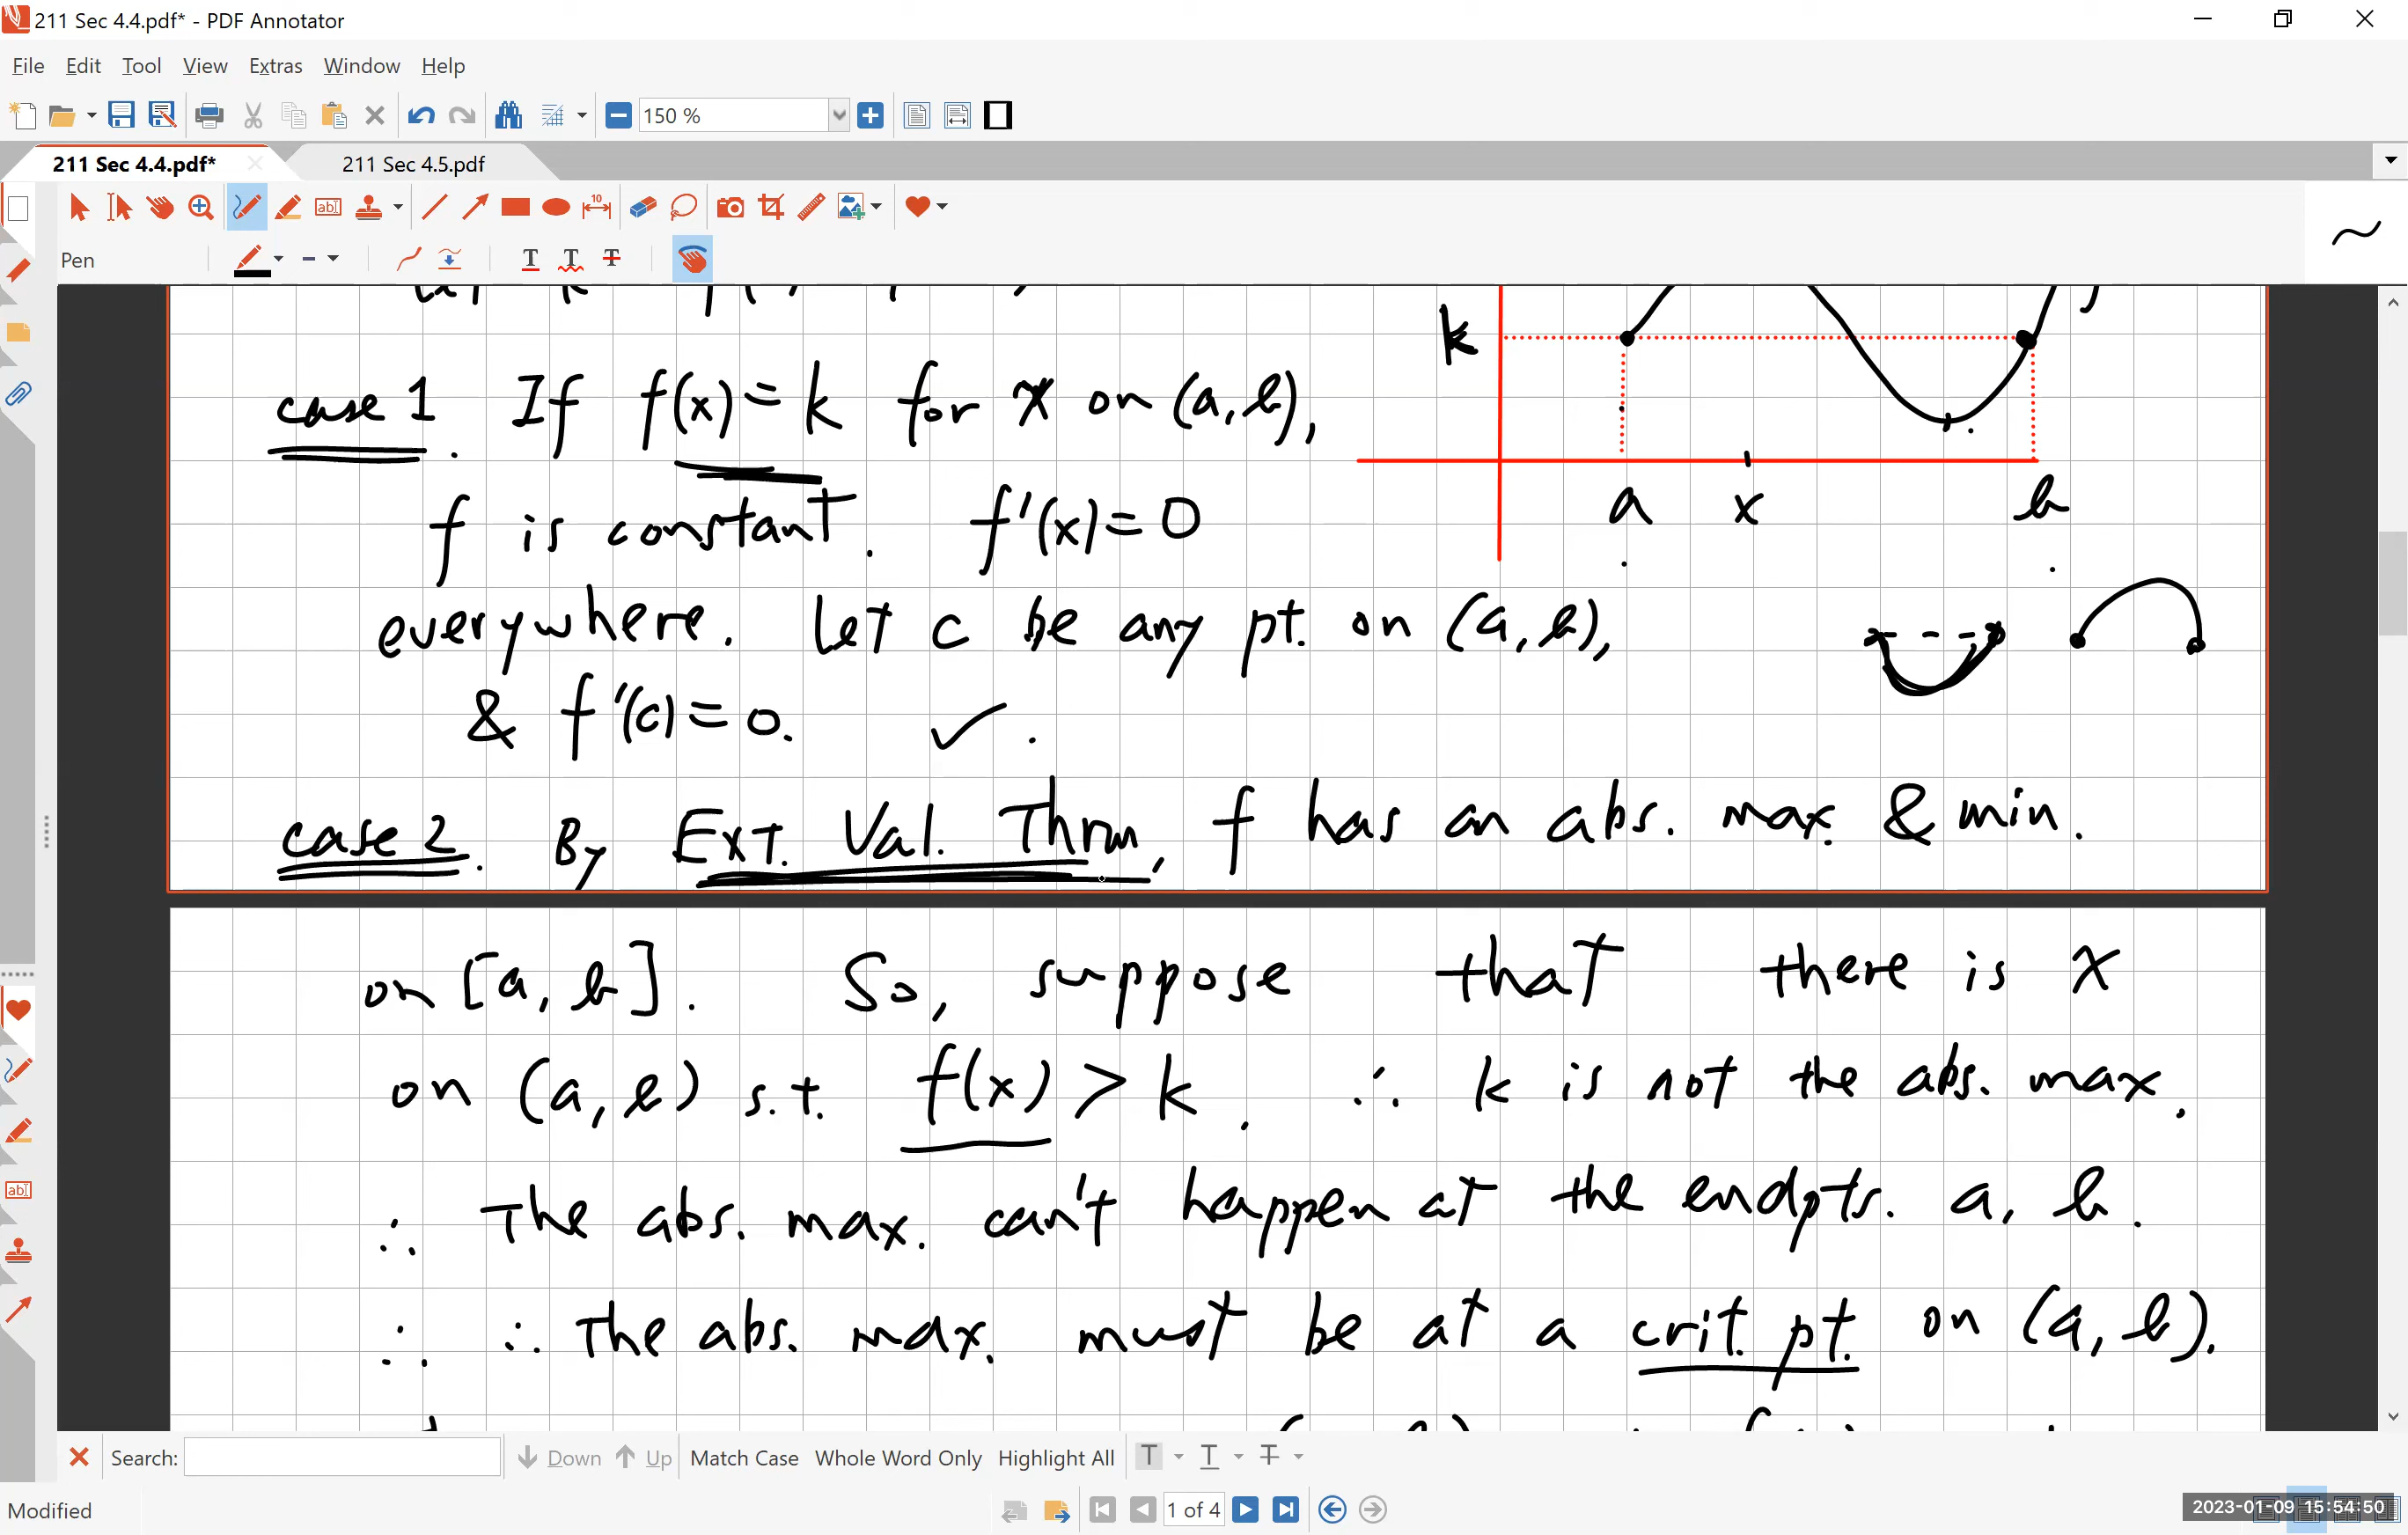 211 Sec 4.4.pdf* - PDF Annotator
File Edit Tool View Extras Window Help
150 %
211 Sec 4.4.pdf* 211 Sec 4.5.pdf
Pen
k
case 1. If f(x)=k for x on (a,b),
a x b
f is constant. f'(x)=0
everywhere. Let c be any pt. on (a,b),
& f'(c)=0. ✓.
case 2. By Ext. Val. Thrm, f has an abs. max. & min.
on [a,b]. So, suppose that there is x
on (a,b) s.t. f(x)>k. ∴ k is not the abs. max.
∴ The abs. max. can't happen at the endpts. a, b.
∴ ∴ The abs. max. must be at a crit. pt. on (a,b).
Search: Down Up Match Case Whole Word Only Highlight All
Modified 1 of 4 2023-01-09 15:54:50